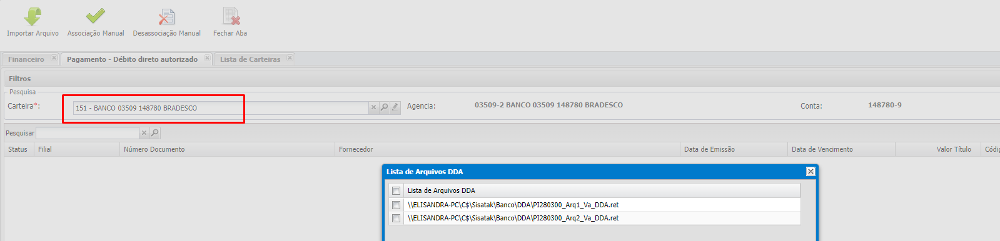 Importar Arquivo Associação Manual Desassociação Manual Fechar Aba
Financeiro Pagamento - Débito direto autorizado Lista de Carteiras
Filtros
Pesquisa
Carteira*: 151 - BANCO 03509 148780 BRADESCO Agencia: 03509-2 BANCO 03509 148780 BRADESCO Conta: 148780-9
Pesquisar
Status Filial Número Documento Fornecedor Data de Emissão Data de Vencimento Valor Título Códig
Lista de Arquivos DDA
Lista de Arquivos DDA
\\ELISANDRA-PC\C$\Sisatak\Banco\DDA\PI280300_Arq1_Va_DDA.ret
\\ELISANDRA-PC\C$\Sisatak\Banco\DDA\PI280300_Arq2_Va_DDA.ret